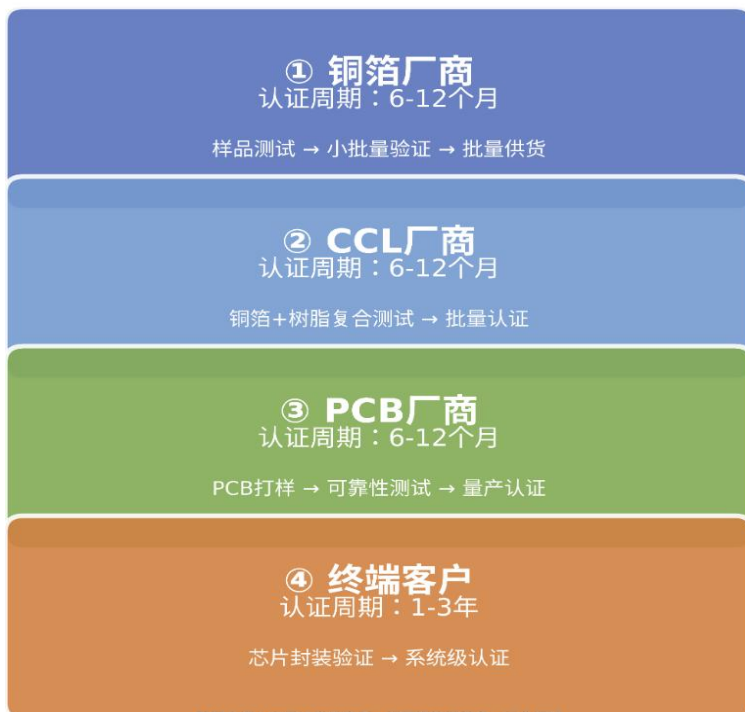 ① 铜箔厂商
认证周期：6-12个月
样品测试 → 小批量验证 → 批量供货
② CCL厂商
认证周期：6-12个月
铜箔+树脂复合测试 → 批量认证
③ PCB厂商
认证周期：6-12个月
PCB打样 → 可靠性测试 → 量产认证
④ 终端客户
认证周期：1-3年
芯片封装验证 → 系统级认证